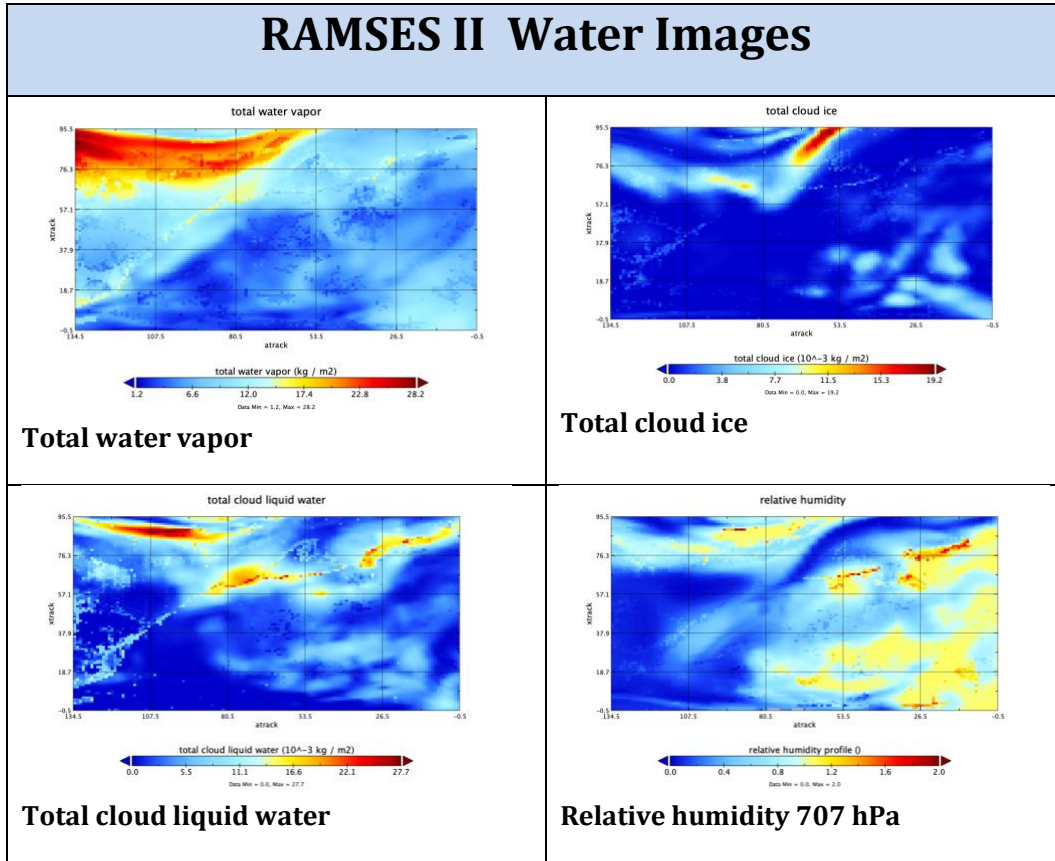 RAMSES II Water Images
total water vapor
95.5
76.3
57.1
37.9
18.7
-0.5
xtrack
134.5 107.5 80.5 53.5 26.5 -0.5
atrack
total water vapor (kg / m2)
1.2 6.6 12.0 17.4 22.8 28.2
Data Min = 1.2, Max = 28.2
Total water vapor
total cloud ice
95.5
76.3
57.1
37.9
18.7
-0.5
xtrack
134.5 107.5 80.5 53.5 26.5 -0.5
atrack
total cloud ice (10^-3 kg / m2)
0.0 3.8 7.7 11.5 15.3 19.2
Data Min = 0.0, Max = 19.2
Total cloud ice
total cloud liquid water
95.5
76.3
57.1
37.9
18.7
-0.5
xtrack
134.5 107.5 80.5 53.5 26.5 -0.5
atrack
total cloud liquid water (10^-3 kg / m2)
0.0 5.5 11.1 16.6 22.1 27.7
Data Min = 0.0, Max = 27.7
Total cloud liquid water
relative humidity
95.5
76.3
57.1
37.9
18.7
-0.5
xtrack
134.5 107.5 80.5 53.5 26.5 -0.5
atrack
relative humidity profile ()
0.0 0.4 0.8 1.2 1.6 2.0
Data Min = 0.0, Max = 2.0
Relative humidity 707 hPa